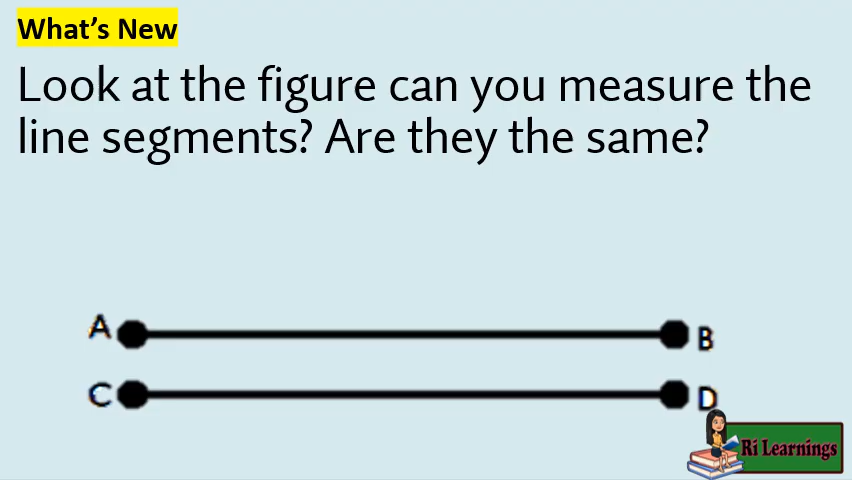 What's New
Look at the figure can you measure the
line segments? Are they the same?
A
B
C
D
Ri Learnings